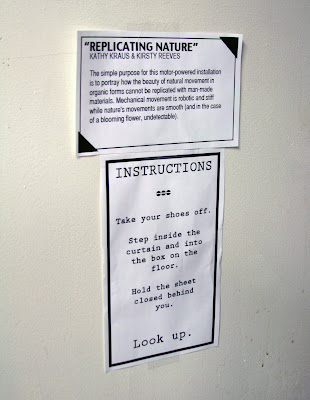 "REPLICATING NATURE"
KATHY KRAUS & KIRSTY REEVES
The simple purpose for this motor-powered installation
is to portray how the beauty of natural movement in
organic forms cannot be replicated with man-made
materials. Mechanical movement is robotic and stiff
while nature's movements are smooth (and in the case
of a blooming flower, undetectable).
INSTRUCTIONS
Take your shoes off.
Step inside the
curtain and into
the box on the
floor.
Hold the sheet
closed behind
you.
Look up.